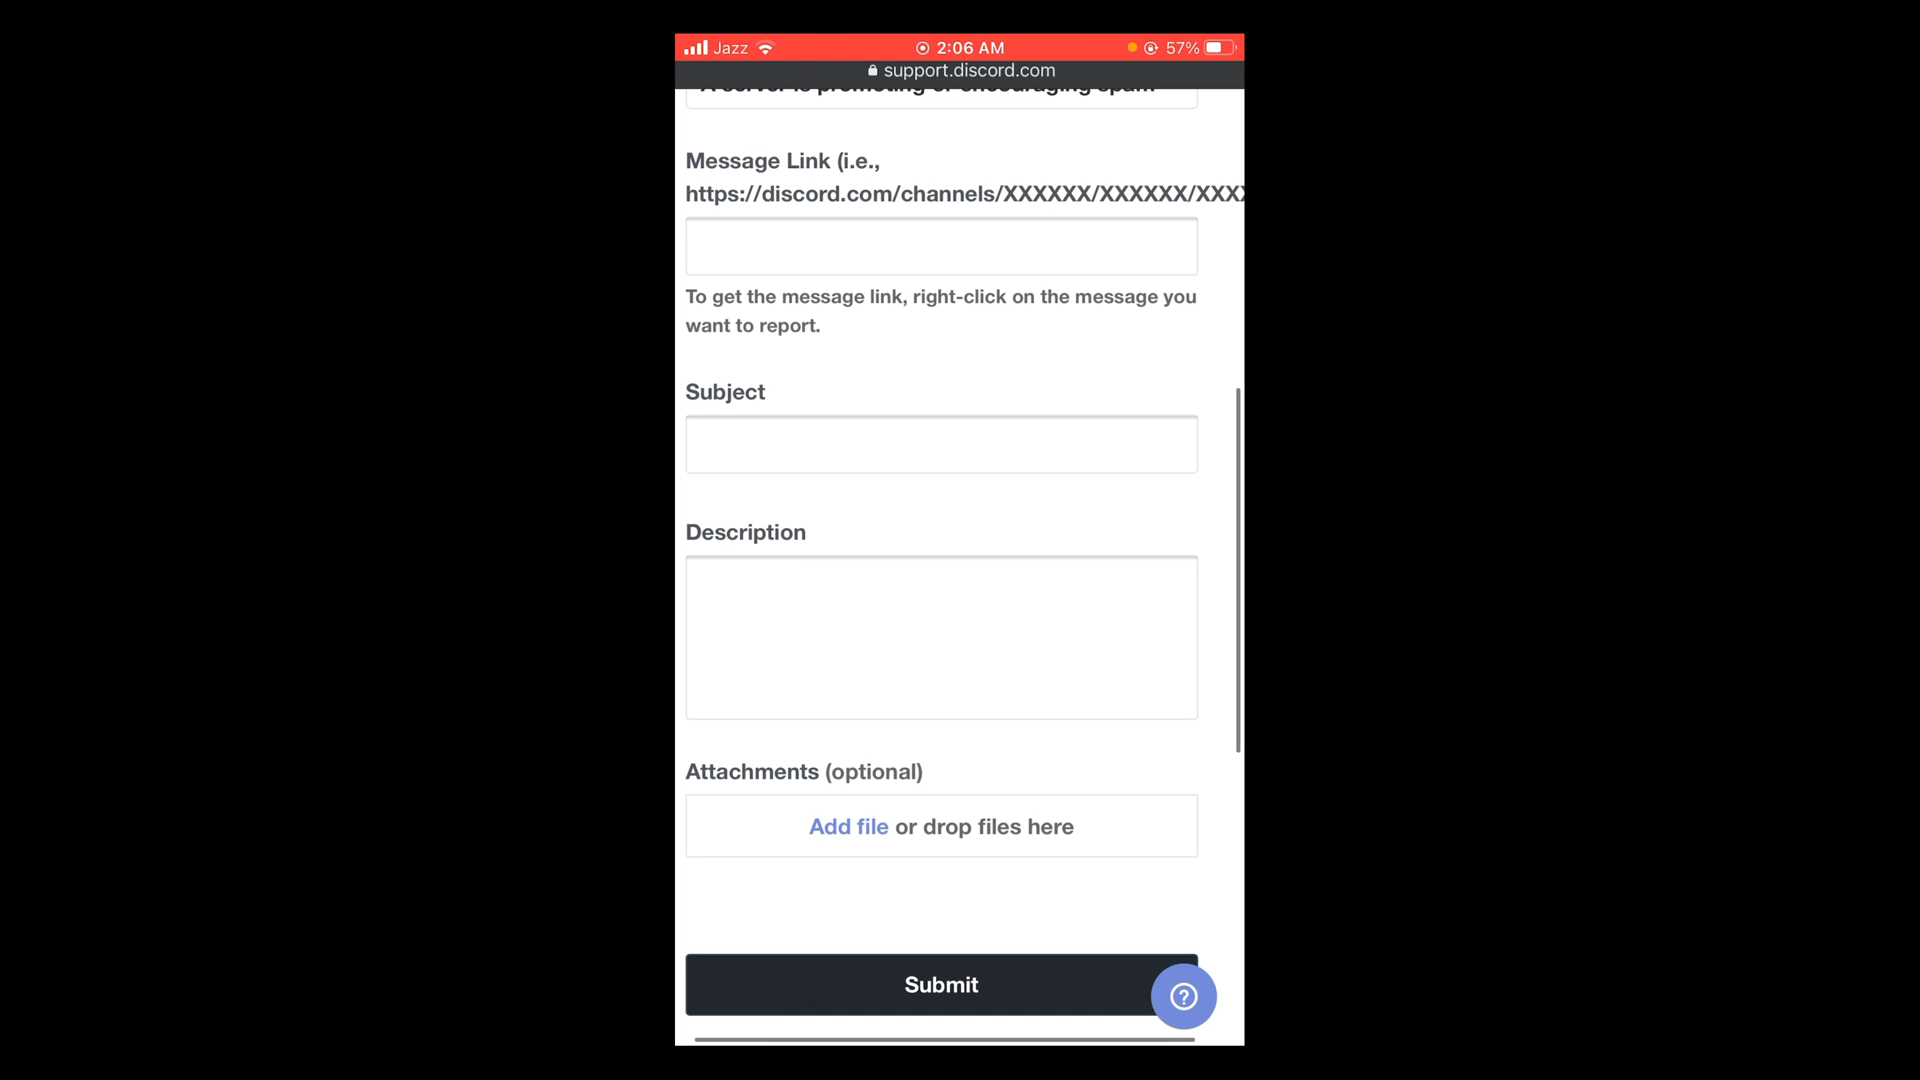 Jazz 2:06 AM 57%
support.discord.com
A server is promoting or encouraging spam
Message Link (i.e.,
https://discord.com/channels/XXXXXX/XXXXXX/XXX
To get the message link, right-click on the message you
want to report.
Subject
Description
Attachments (optional)
Add file or drop files here
Submit
?